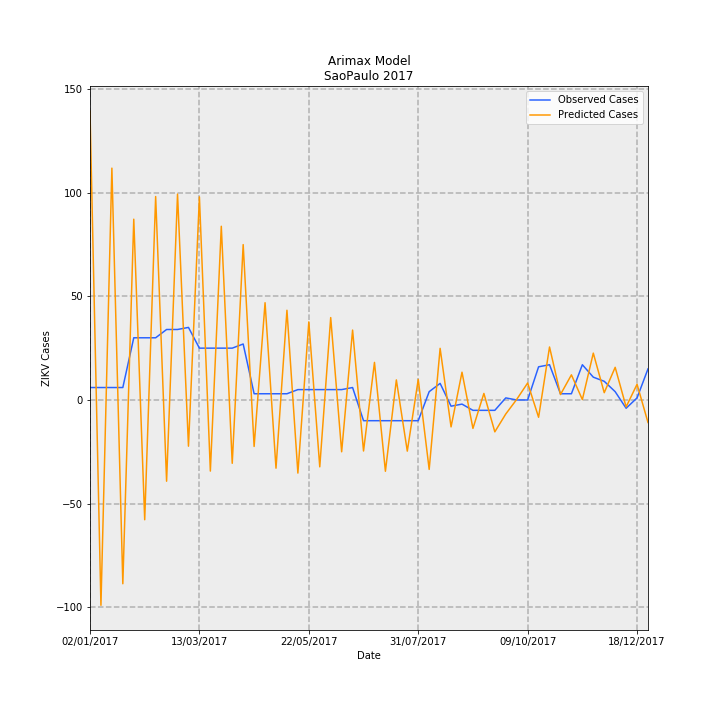 Arimax Model
SaoPaulo 2017
Observed Cases
Predicted Cases
ZIKV Cases
150
100
50
0
−50
−100
02/01/2017 13/03/2017 22/05/2017 31/07/2017 09/10/2017 18/12/2017
Date